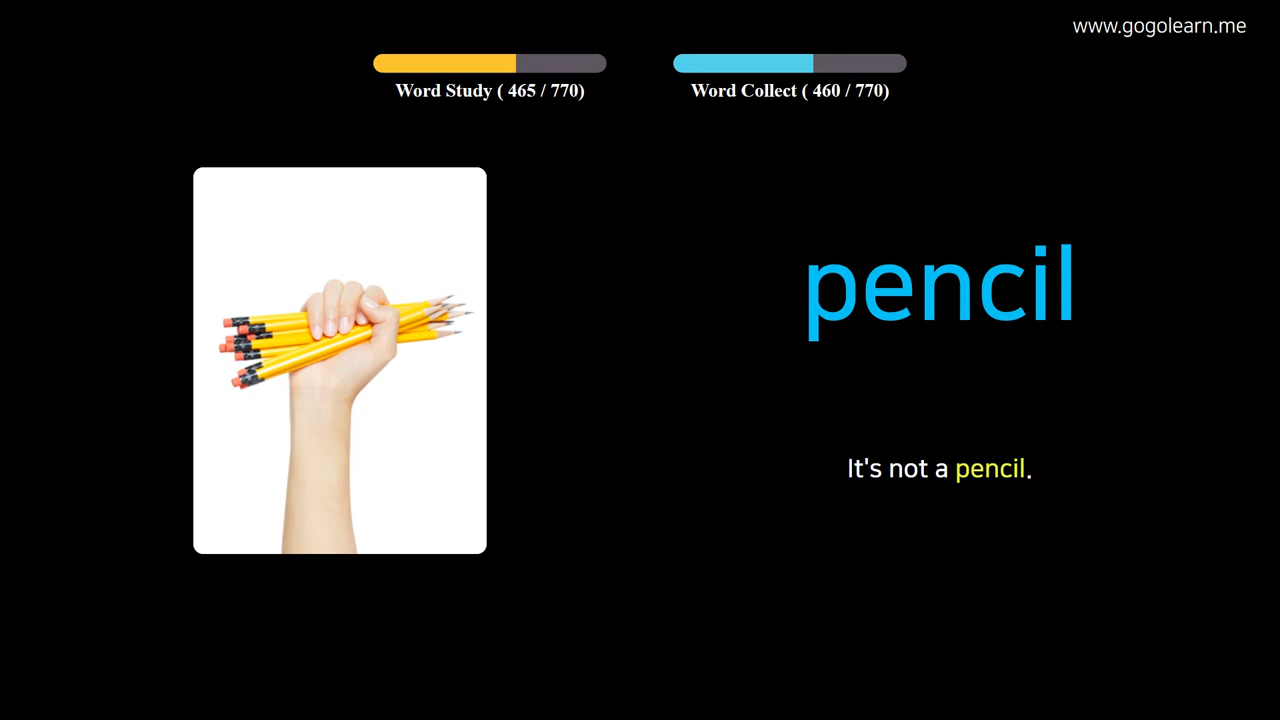 www.gogolearn.me
Word Study ( 465 / 770)
Word Collect ( 460 / 770)
pencil
It's not a pencil.